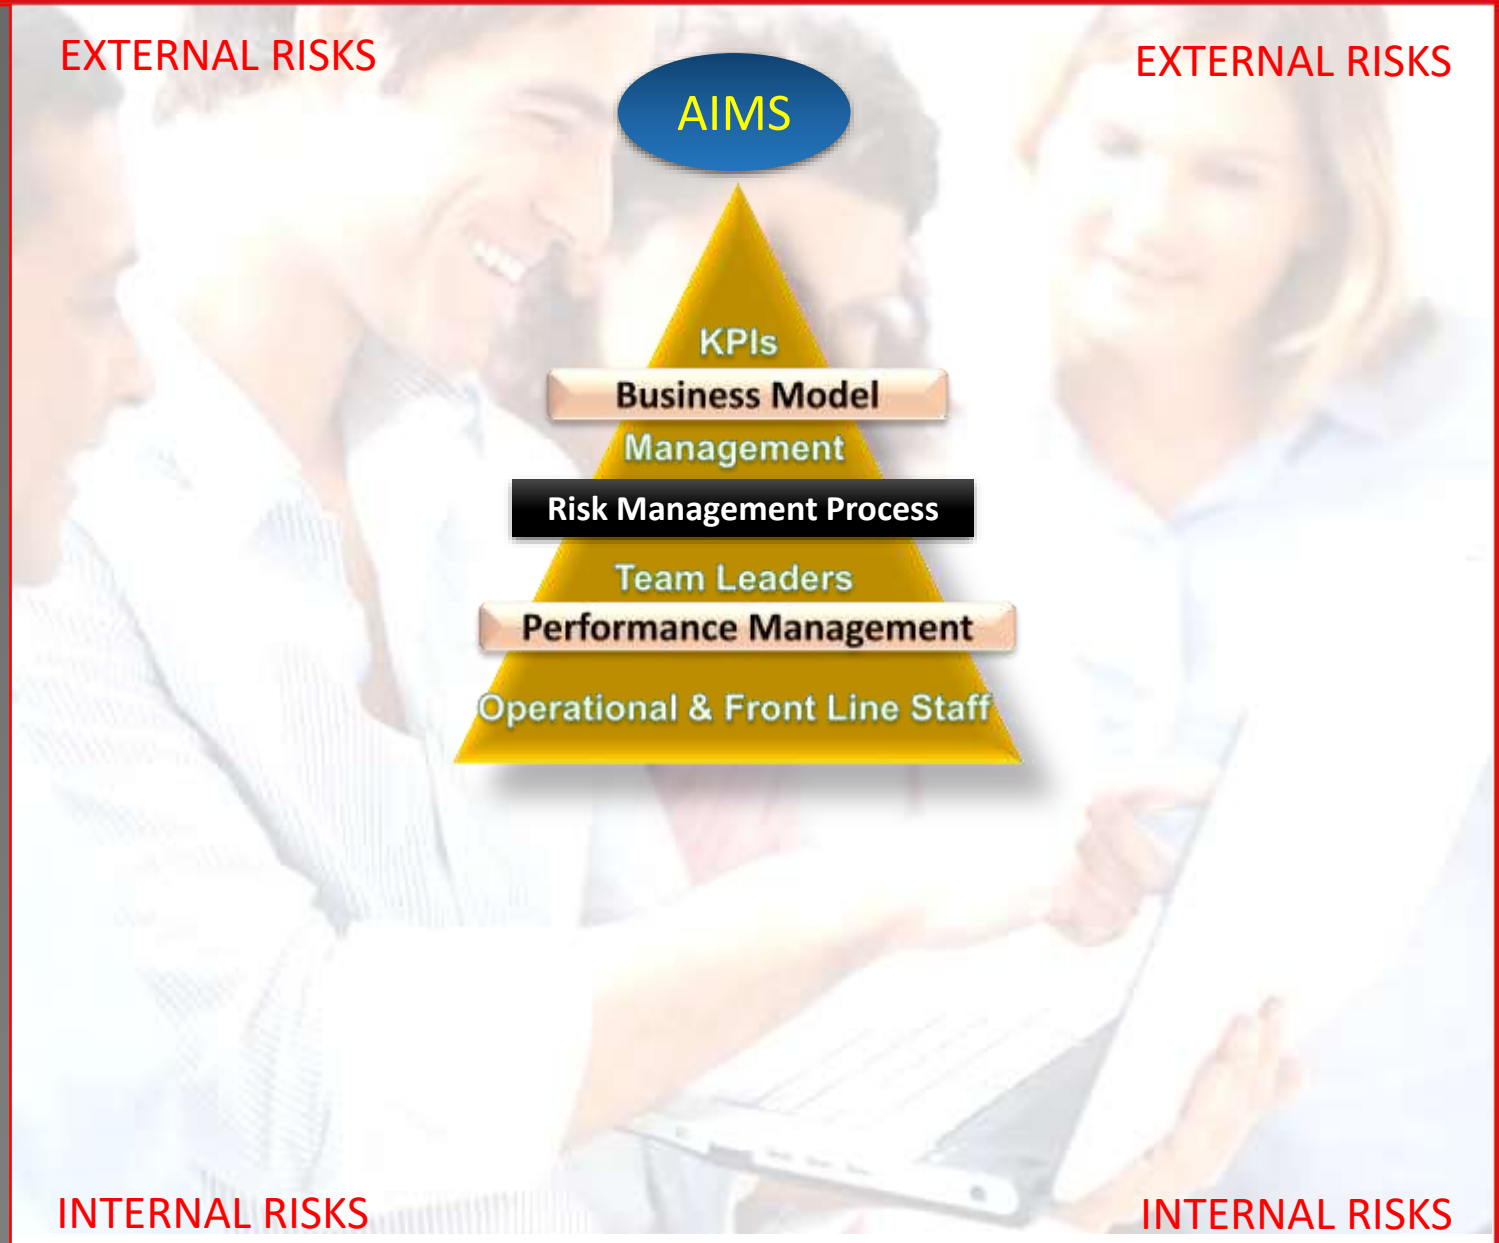 EXTERNAL RISKS
EXTERNAL RISKS
AIMS
KPIs
Business Model
Management
Risk Management Process
Team Leaders
Performance Management
Operational & Front Line Staff
INTERNAL RISKS
INTERNAL RISKS